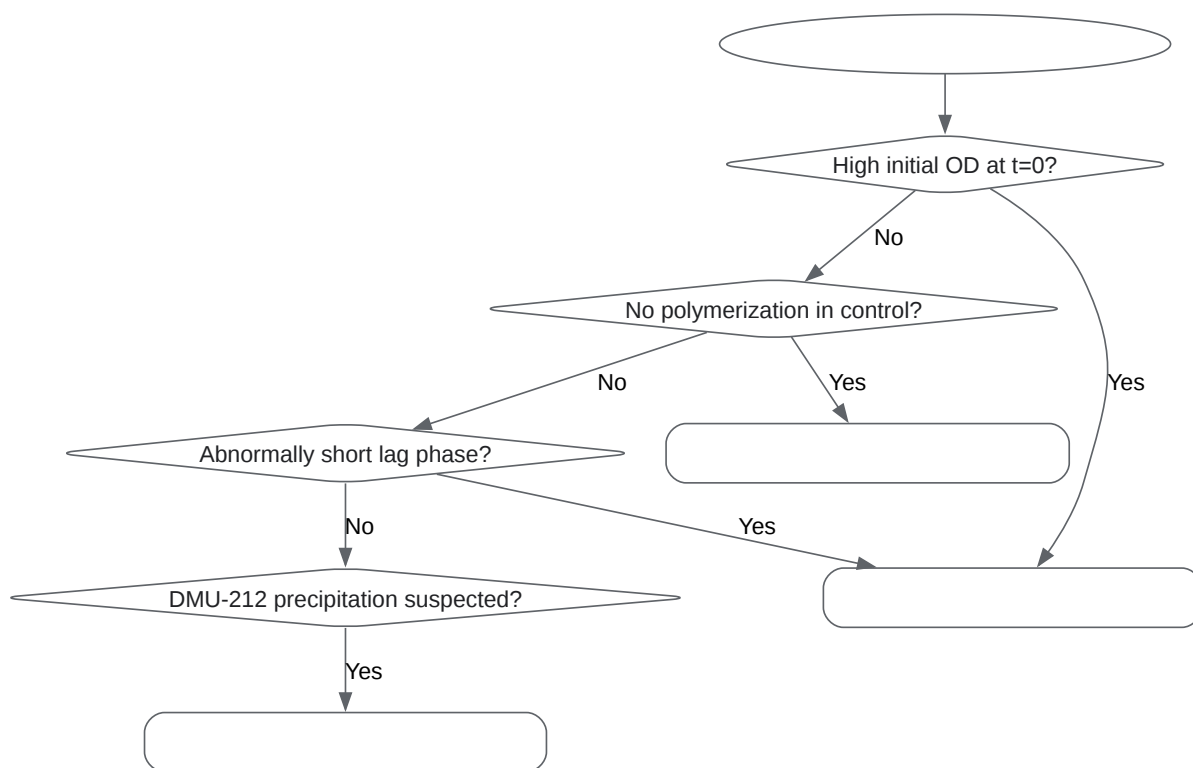 High initial OD at t=0?
No
No polymerization in control?
No
Yes
Yes
Abnormally short lag phase?
No
Yes
DMU-212 precipitation suspected?
Yes